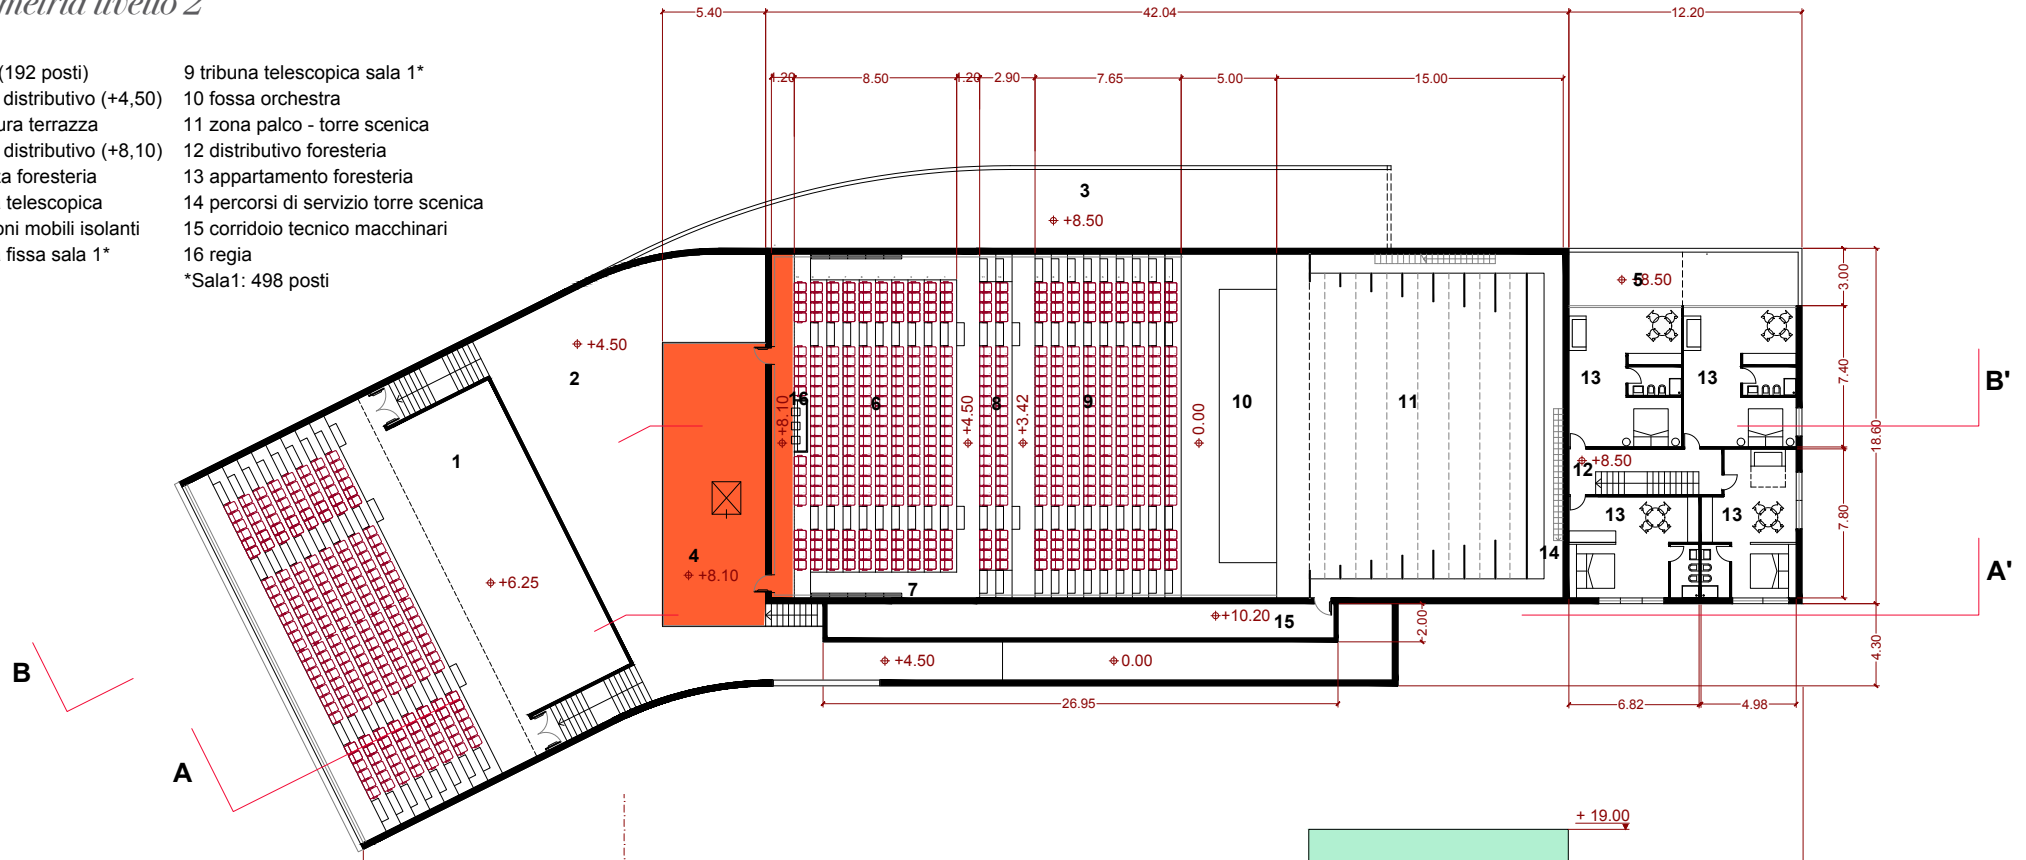 livello 2
(192 posti)
distributivo (+4,50)
terrazza
distributivo (+8,10)
foresteria
telescopica
mobili isolanti
fissa sala 1*
9 tribuna telescopica sala 1*
10 fossa orchestra
11 zona palco - torre scenica
12 distributivo foresteria
13 appartamento foresteria
14 percorsi di servizio torre scenica
15 corridoio tecnico macchinari
16 regia
*Sala1: 498 posti
5.40
42.04
12.20
1.20
8.50
1.20
2.90
7.65
5.00
15.00
3
+8.50
5
+8.50
3.00
+4.50
2
13
13
7.40
B'
16
6
8
9
10
11
+8.10
+4.50
+3.42
0.00
18.60
1
12
+8.50
13
13
7.80
4
+8.10
14
A'
+6.25
7
+10.20
15
2.00
4.30
+4.50
0.00
B
26.95
6.82
4.98
A
+ 19.00